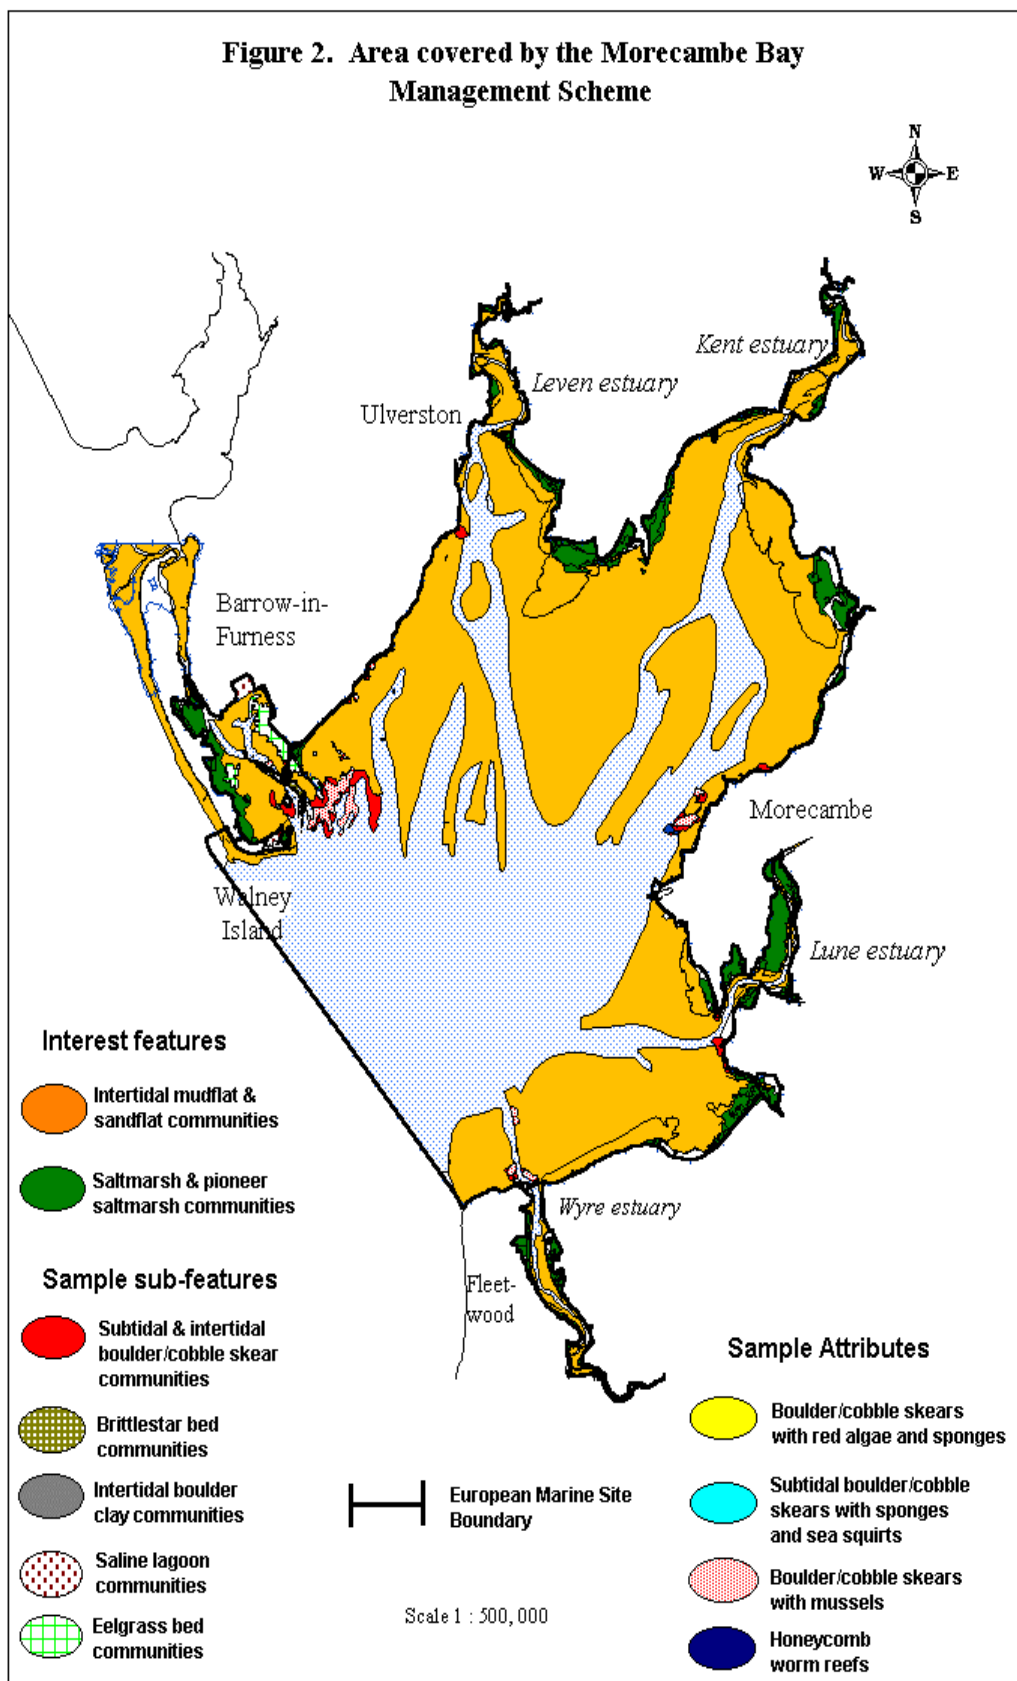 Figure 2.  Area covered by the Morecambe Bay
Management Scheme
N
W
E
S
Kent estuary
Leven estuary
Ulverston
Barrow-in-
Furness
Morecambe
Walney
Island
Lune estuary
Interest features
Intertidal mudflat &
sandflat communities
Saltmarsh & pioneer
saltmarsh communities
Wyre estuary
Fleet-
wood
Sample sub-features
Subtidal & intertidal
boulder/cobble skear
communities
Brittlestar bed
communities
Intertidal boulder
clay communities
Saline lagoon
communities
Eelgrass bed
communities
European Marine Site
Boundary
Scale 1 : 500, 000
Sample Attributes
Boulder/cobble skears
with red algae and sponges
Subtidal boulder/cobble
skears with sponges
and sea squirts
Boulder/cobble skears
with mussels
Honeycomb
worm reefs